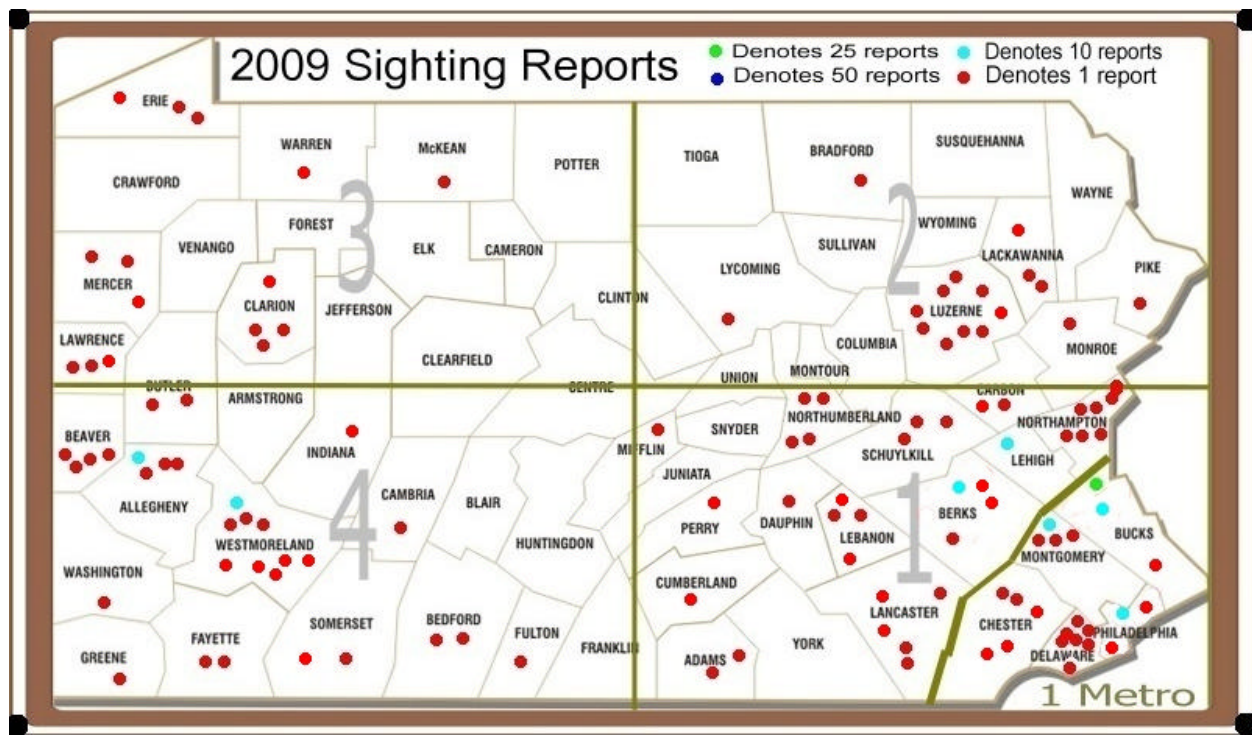 2009 Sighting Reports
Denotes 25 reports
Denotes 10 reports
Denotes 50 reports
Denotes 1 report
ERIE
WARREN
McKEAN
POTTER
TIOGA
BRADFORD
SUSQUEHANNA
CRAWFORD
WAYNE
3
2
FOREST
WYOMING
VENANGO
ELK
CAMERON
SULLIVAN
LACKAWANNA
MERCER
LYCOMING
PIKE
CLARION
JEFFERSON
CLINTON
LUZERNE
LAWRENCE
CLEARFIELD
COLUMBIA
MONROE
BUTLER
CENTRE
UNION
MONTOUR
CARBON
ARMSTRONG
NORTHUMBERLAND
NORTHAMPTON
BEAVER
SNYDER
INDIANA
MIFFLIN
SCHUYLKILL
LEHIGH
JUNIATA
4
1
ALLEGHENY
CAMBRIA
BLAIR
PERRY
DAUPHIN
LEBANON
BERKS
BUCKS
WESTMORELAND
HUNTINGDON
MONTGOMERY
WASHINGTON
CUMBERLAND
LANCASTER
SOMERSET
BEDFORD
FULTON
CHESTER
PHILADELPHIA
FAYETTE
FRANKLIN
YORK
GREENE
ADAMS
DELAWARE
1 Metro